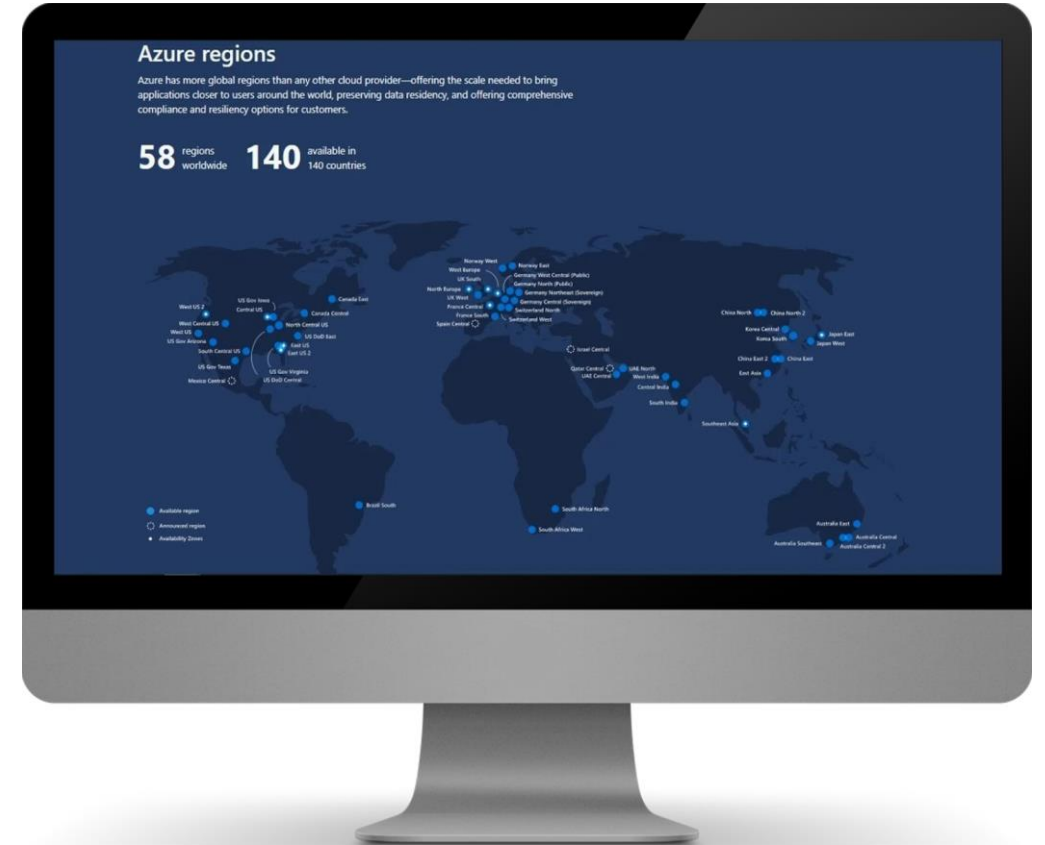 Azure regions
Azure has more global regions than any other cloud provider—offering the scale needed to bring
applications closer to users around the world, preserving data residency, and offering comprehensive
compliance and resiliency options for customers.
58 regions worldwide
140 available in 140 countries
Norway West
Norway East
West Europe
Germany West Central (Public)
UK South
Germany North (Public)
North Europe
Germany Northeast (Sovereign)
UK West
Germany Central (Sovereign)
France Central
Switzerland North
France South
Switzerland West
Spain Central
Canada East
US Gov Iowa
West US 2
Central US
Canada Central
West Central US
North Central US
West US
US DoD East
US Gov Arizona
East US
South Central US
East US 2
US Gov Texas
US Gov Virginia
Mexico Central
US DoD Central
China North
China North 2
Korea Central
Korea South
Japan East
Japan West
Israel Central
China East 2
China East
Qatar Central
UAE North
UAE Central
West India
East Asia
Central India
South India
Southeast Asia
Brazil South
South Africa North
South Africa West
Australia East
Australia Central
Australia Southeast
Australia Central 2
Available region
Announced region
Availability Zones